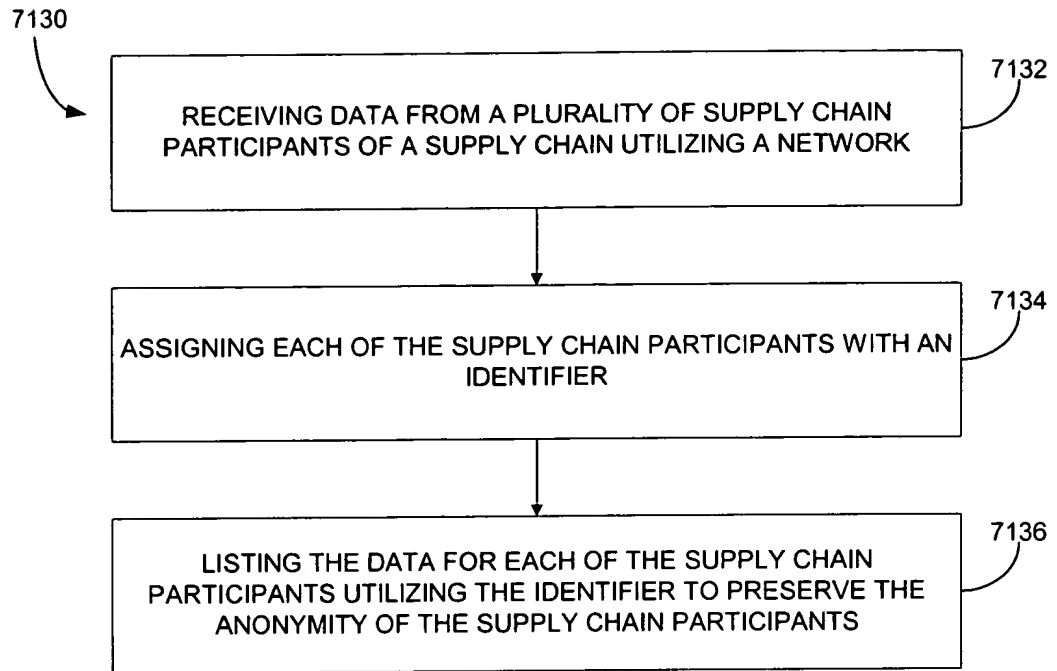 7130
7132
RECEIVING DATA FROM A PLURALITY OF SUPPLY CHAIN
PARTICIPANTS OF A SUPPLY CHAIN UTILIZING A NETWORK
7134
ASSIGNING EACH OF THE SUPPLY CHAIN PARTICIPANTS WITH AN
IDENTIFIER
7136
LISTING THE DATA FOR EACH OF THE SUPPLY CHAIN
PARTICIPANTS UTILIZING THE IDENTIFIER TO PRESERVE THE
ANONYMITY OF THE SUPPLY CHAIN PARTICIPANTS